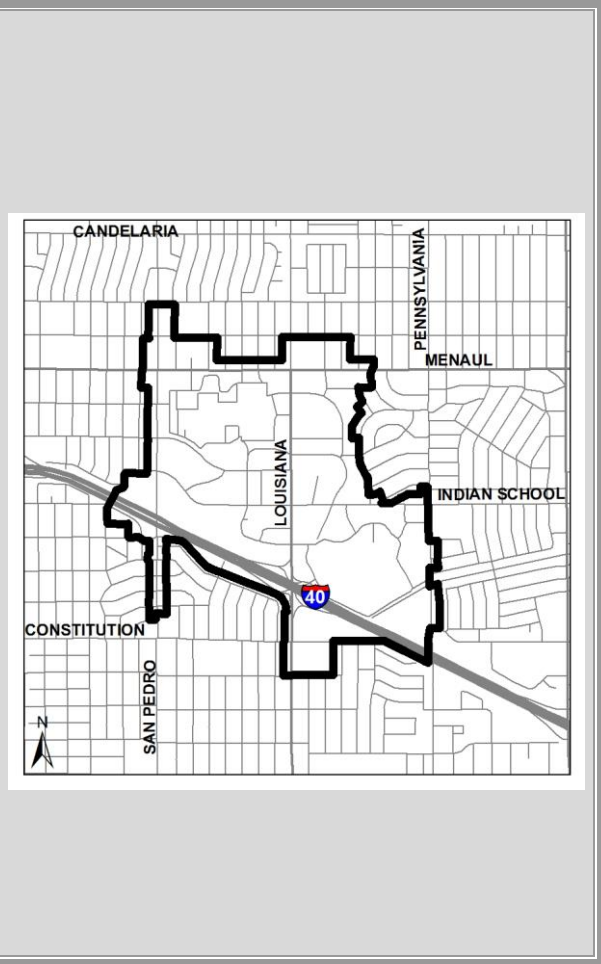 CANDELARIA
PENNSYLVANIA
MENAUL
LOUISIANA
INDIAN SCHOOL
40
CONSTITUTION
SAN PEDRO
N